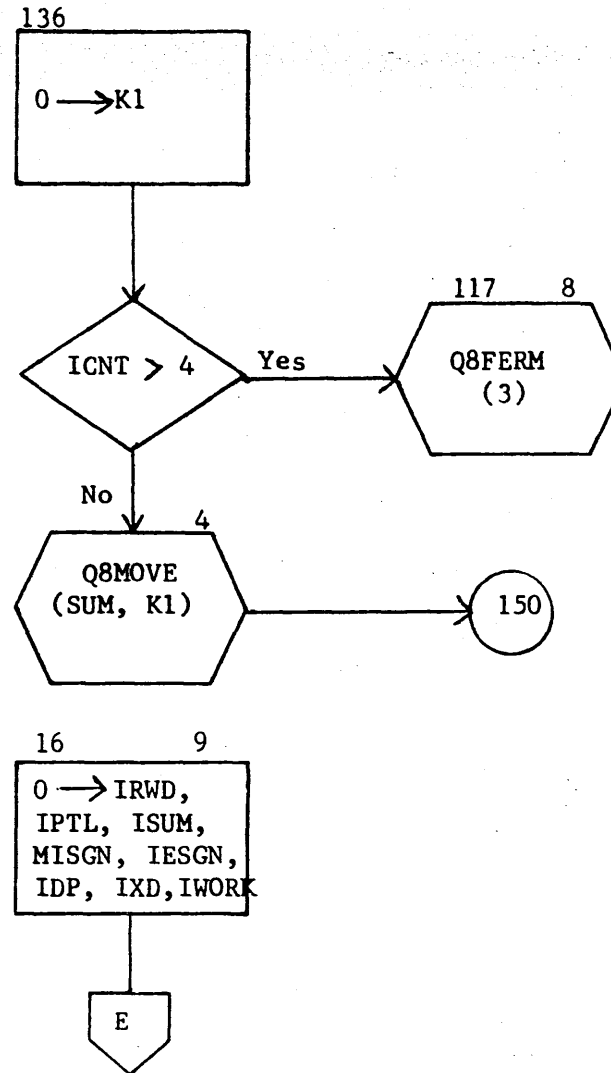 136
0 → K1
117 8
ICNT > 4
Yes
Q8FERM
(3)
No
4
Q8MOVE
(SUM, K1)
150
16 9
0 → IRWD,
IPTL, ISUM,
MISGN, IESGN,
IDP, IXD, IWORK
E